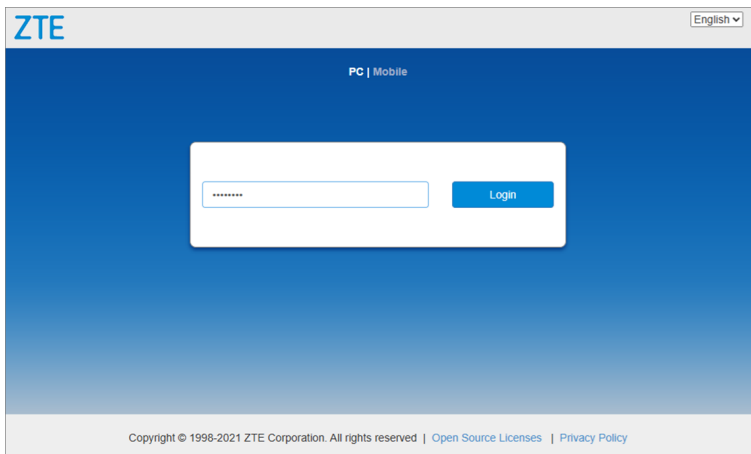 ZTE
English
PC | Mobile
••••••••
Login
Copyright © 1998-2021 ZTE Corporation. All rights reserved | Open Source Licenses | Privacy Policy